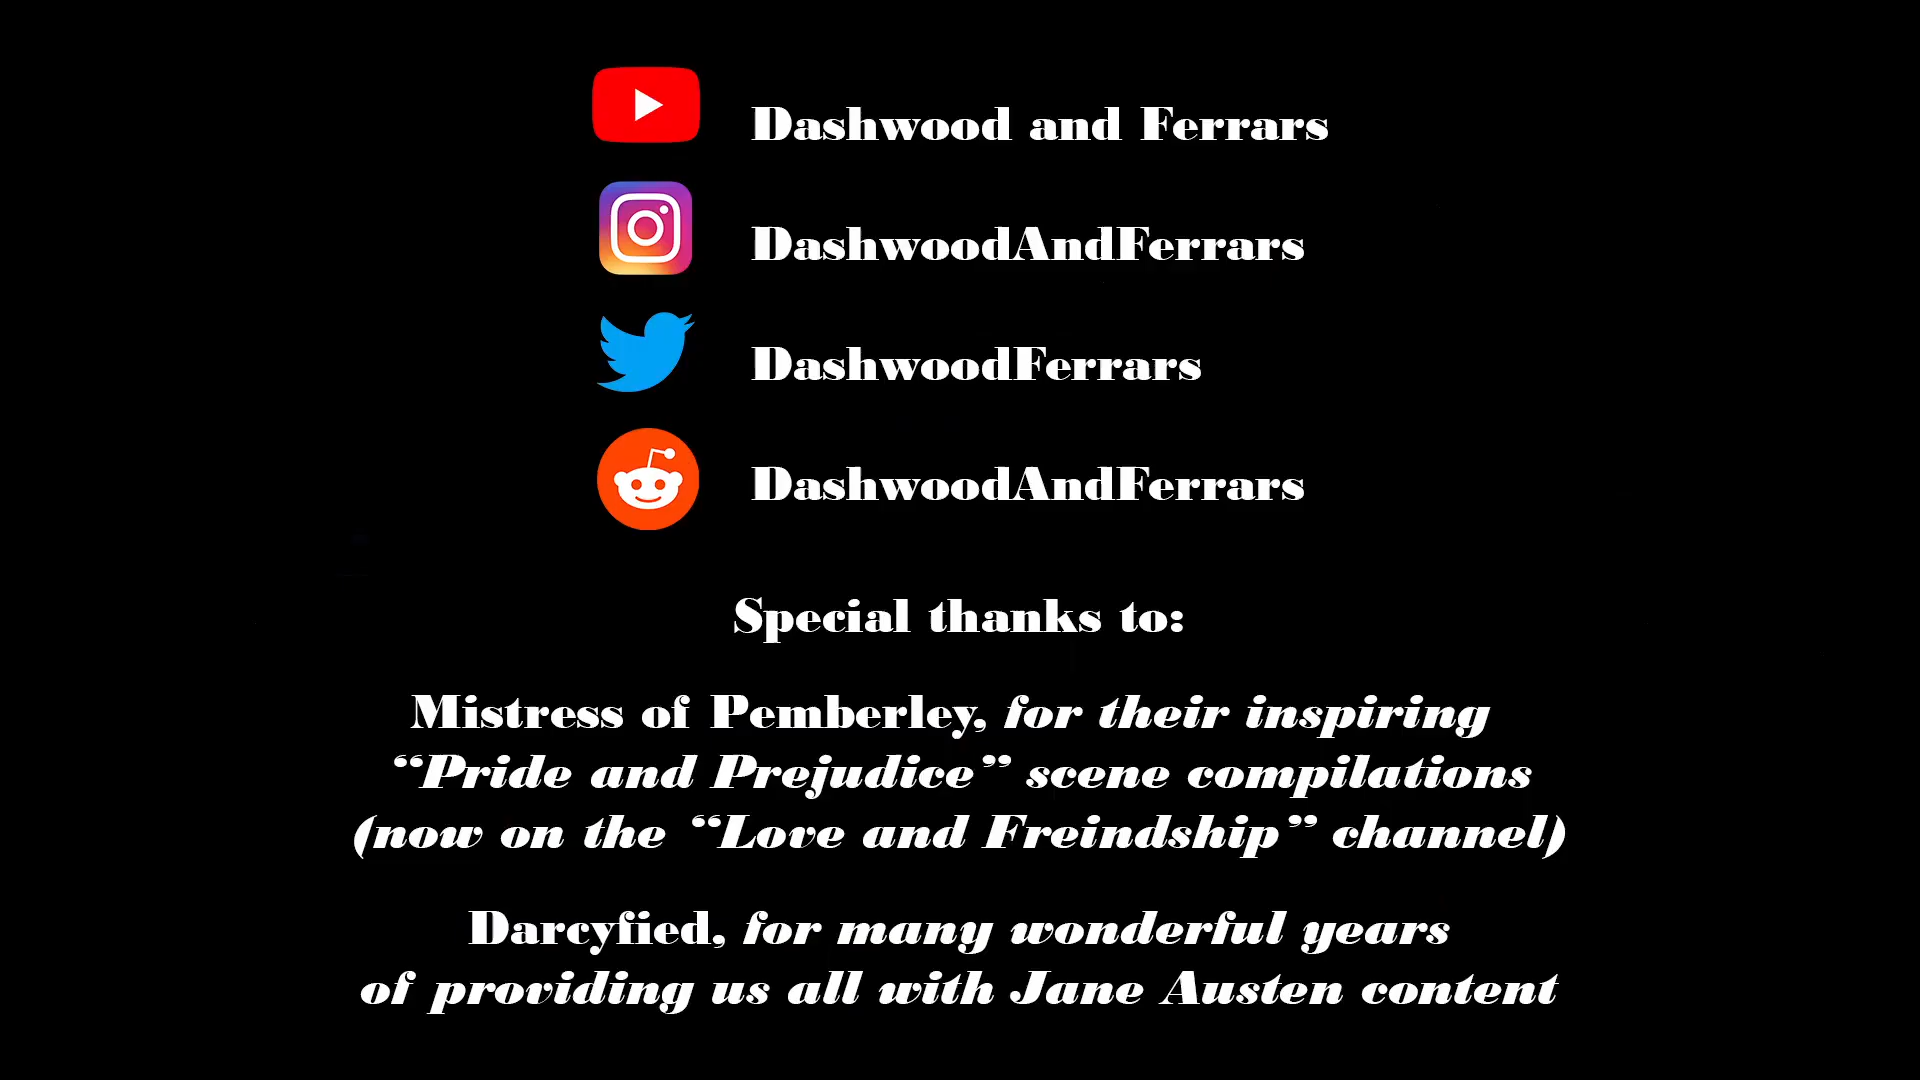 Dashwood and Ferrars
DashwoodAndFerrars
DashwoodFerrars
DashwoodAndFerrars
Special thanks to:
Mistress of Pemberley, for their inspiring
“Pride and Prejudice” scene compilations
(now on the “Love and Freindship” channel)
Darcyfied, for many wonderful years
of providing us all with Jane Austen content